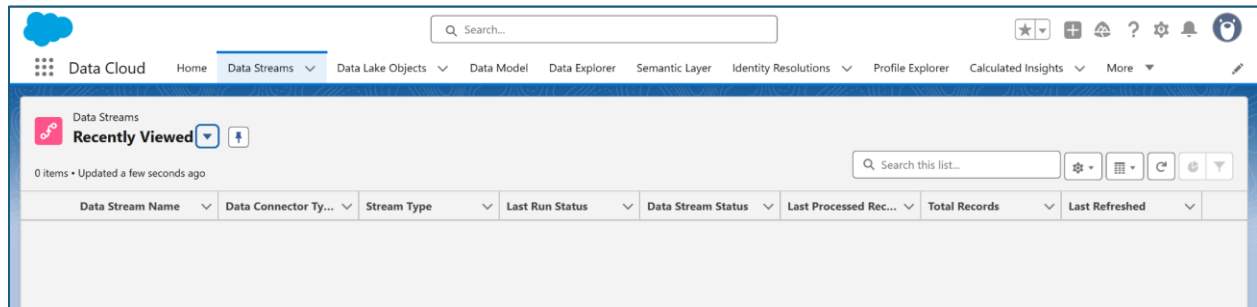 Search...
Data Cloud Home Data Streams Data Lake Objects Data Model Data Explorer Semantic Layer Identity Resolutions Profile Explorer Calculated Insights More
Data Streams
Recently Viewed
0 items • Updated a few seconds ago
Search this list...
Data Stream Name Data Connector Ty... Stream Type Last Run Status Data Stream Status Last Processed Rec... Total Records Last Refreshed